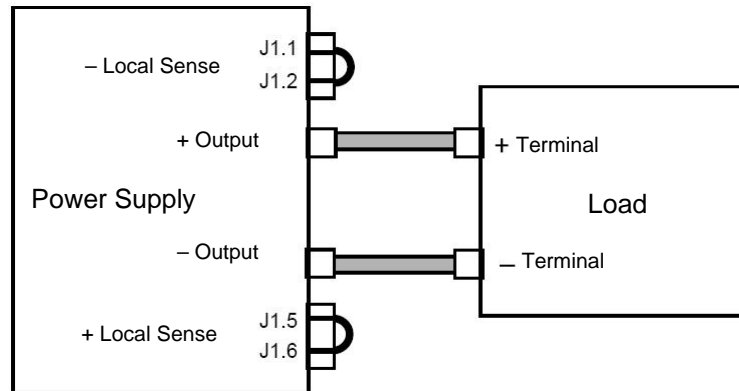 J1.1
– Local Sense
J1.2
+ Output
+ Terminal
Power Supply
Load
– Output
– Terminal
J1.5
+ Local Sense
J1.6